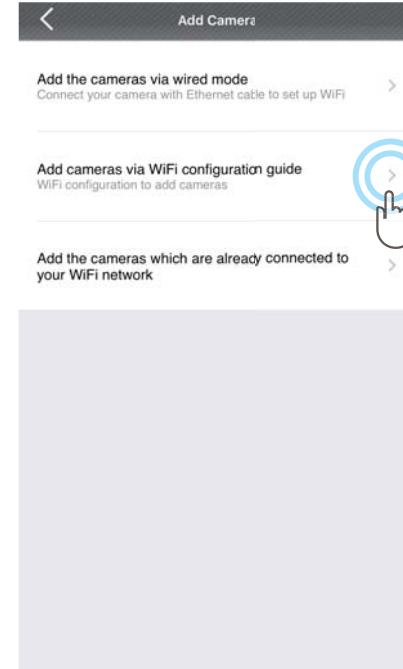 Add Camera
Add the cameras via wired mode
Connect your camera with Ethernet cable to set up WiFi
Add cameras via WiFi configuration guide
WiFi configuration to add cameras
Add the cameras which are already connected to
your WiFi network